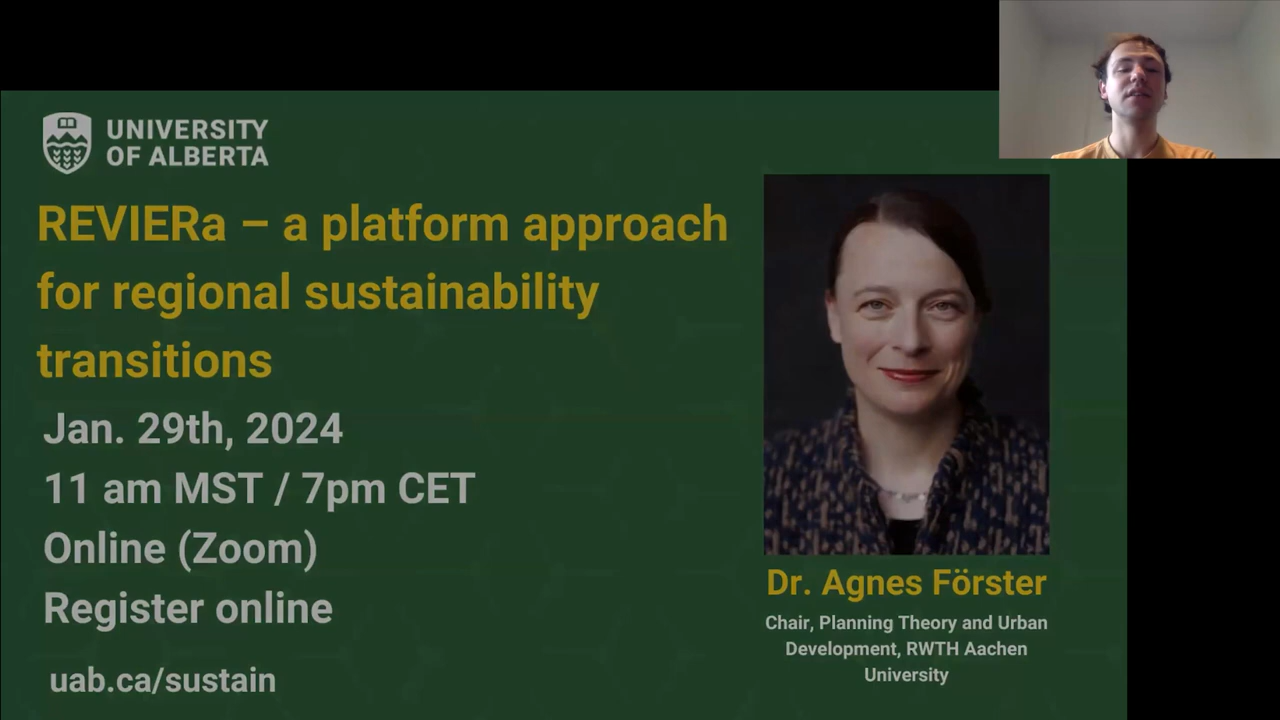 UNIVERSITY
OF ALBERTA
REVIERa – a platform approach
for regional sustainability
transitions
Jan. 29th, 2024
11 am MST / 7pm CET
Online (Zoom)
Register online
uab.ca/sustain
Dr. Agnes Förster
Chair, Planning Theory and Urban
Development, RWTH Aachen
University